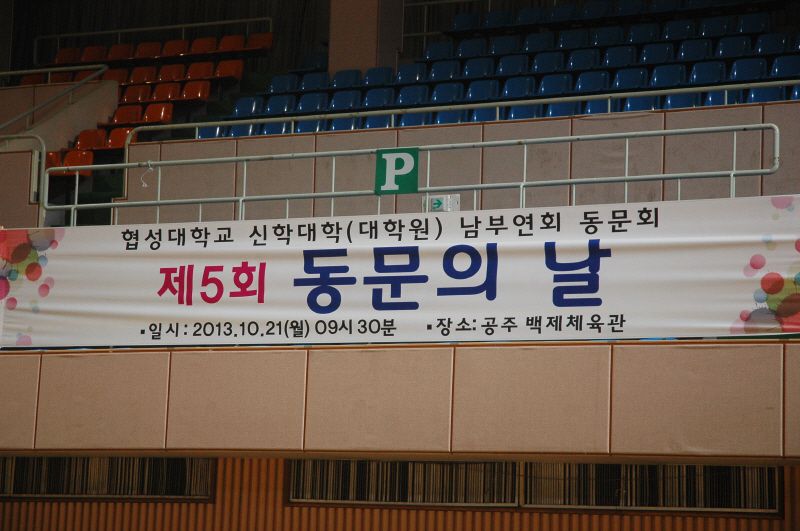 P
협성대학교 신학대학(대학원) 남부연회 동문회
제5회 동문의 날
▪일시 : 2013.10.21(월) 09시 30분 ▪장소 : 공주 백제체육관